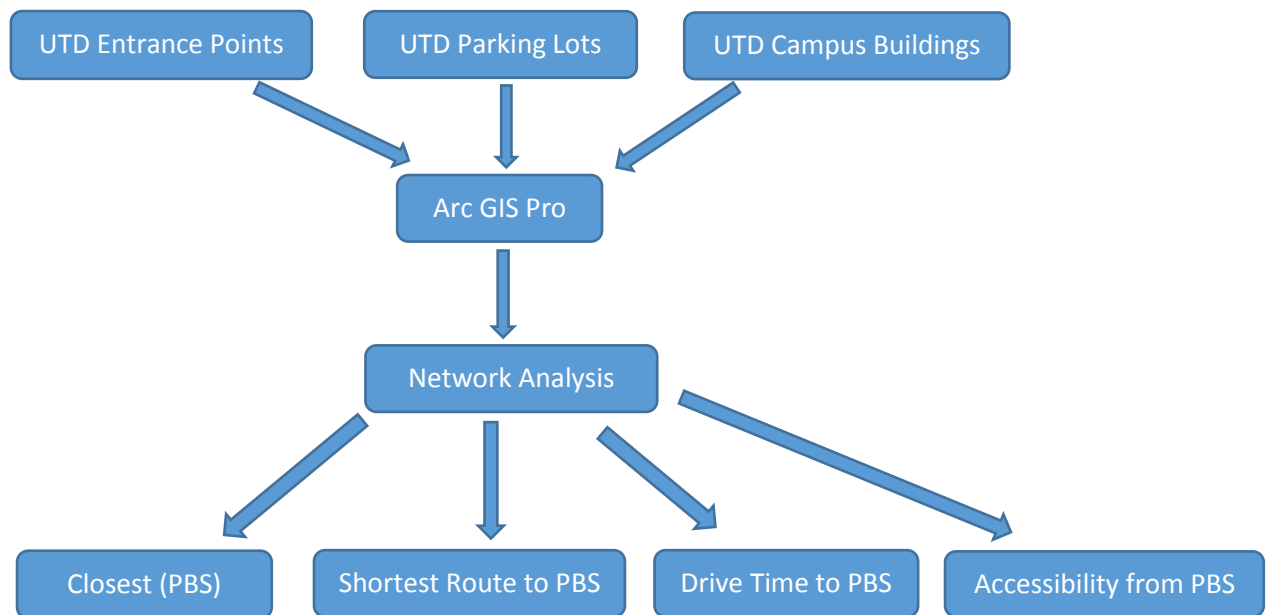 UTD Entrance Points
UTD Parking Lots
UTD Campus Buildings
Arc GIS Pro
Network Analysis
Closest (PBS)
Shortest Route to PBS
Drive Time to PBS
Accessibility from PBS